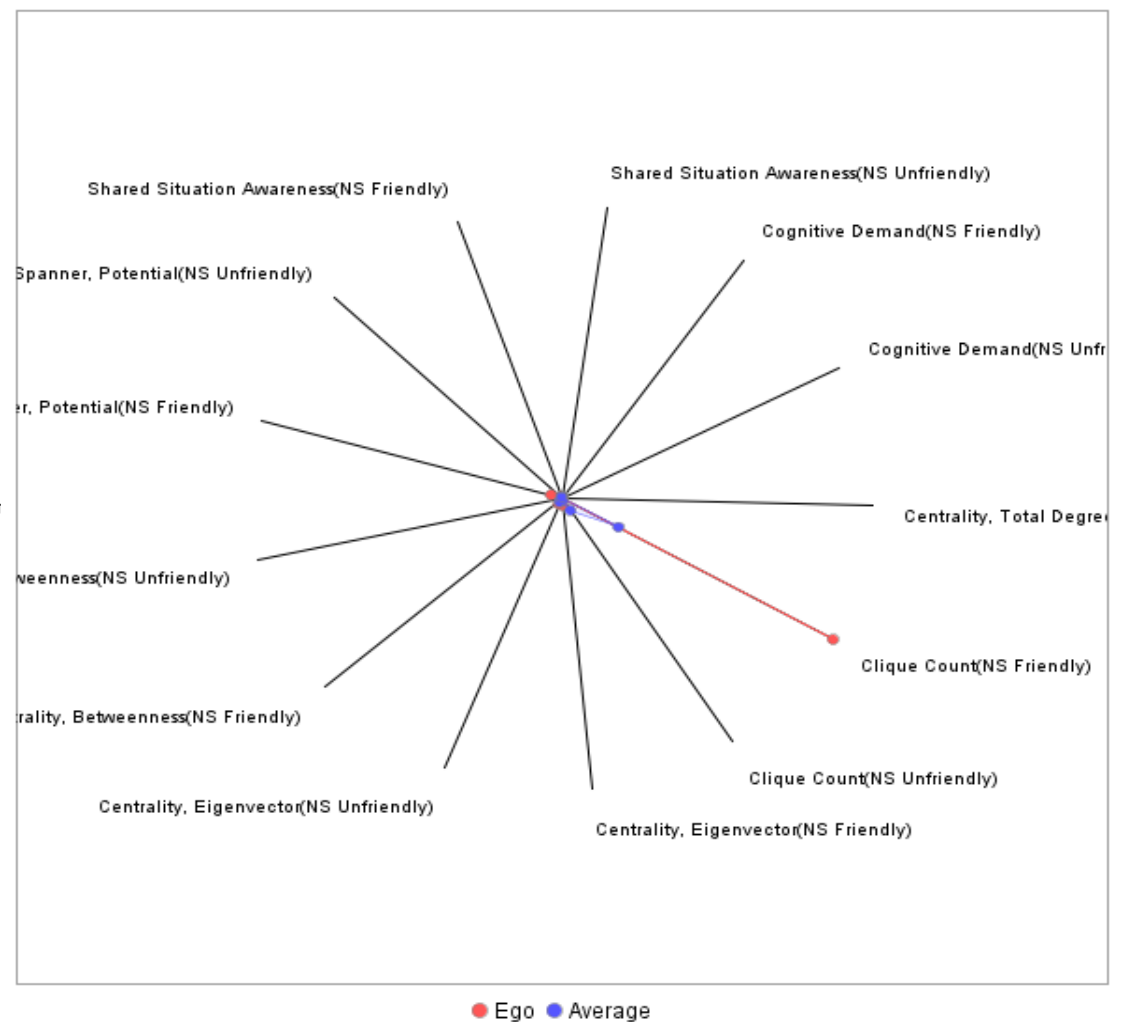 Shared Situation Awareness(NS Unfriendly)
Shared Situation Awareness(NS Friendly)
Cognitive Demand(NS Friendly)
Spanner, Potential(NS Unfriendly)
Cognitive Demand(NS Unfr
er, Potential(NS Friendly)
Centrality, Total Degree
weenness(NS Unfriendly)
Clique Count(NS Friendly)
trality, Betweenness(NS Friendly)
Clique Count(NS Unfriendly)
Centrality, Eigenvector(NS Unfriendly)
Centrality, Eigenvector(NS Friendly)
Ego Average